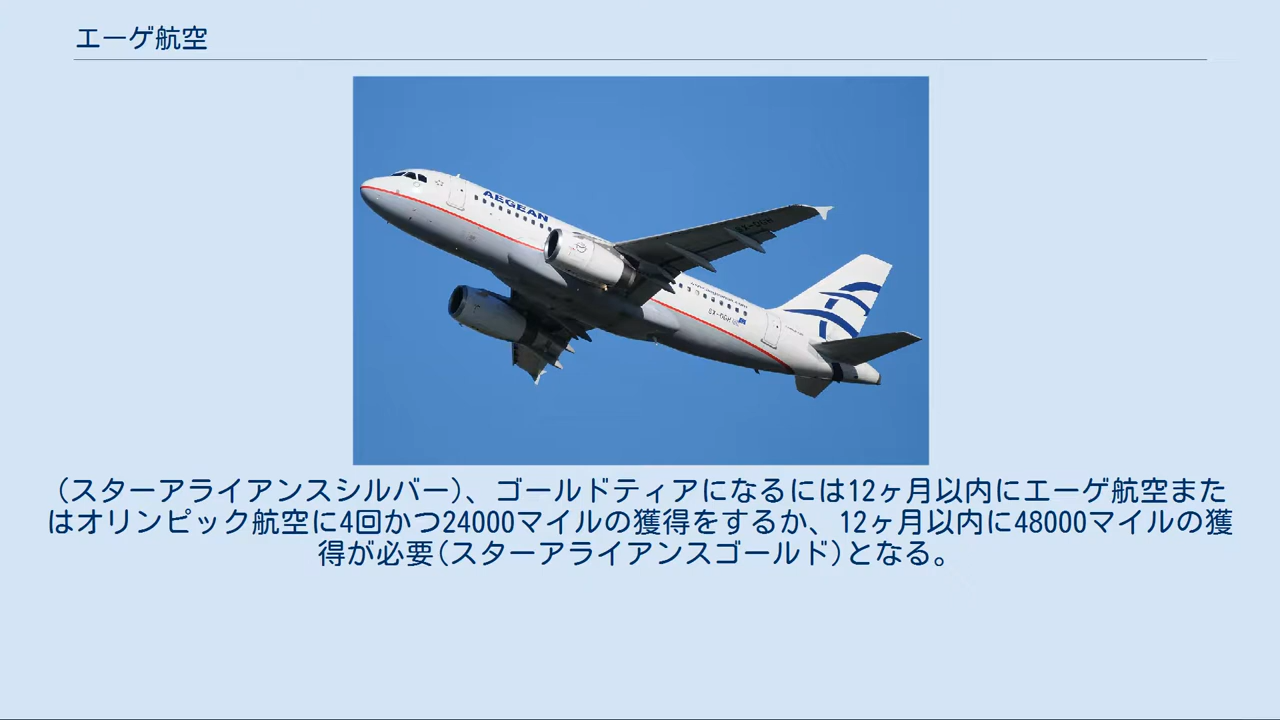 エーゲ航空
AEGEAN
(スターアライアンスシルバー)、ゴールドティアになるには12ヶ月以内にエーゲ航空また
はオリンピック航空に4回かつ24000マイルの獲得をするか、12ヶ月以内に48000マイルの獲
得が必要(スターアライアンスゴールド)となる。